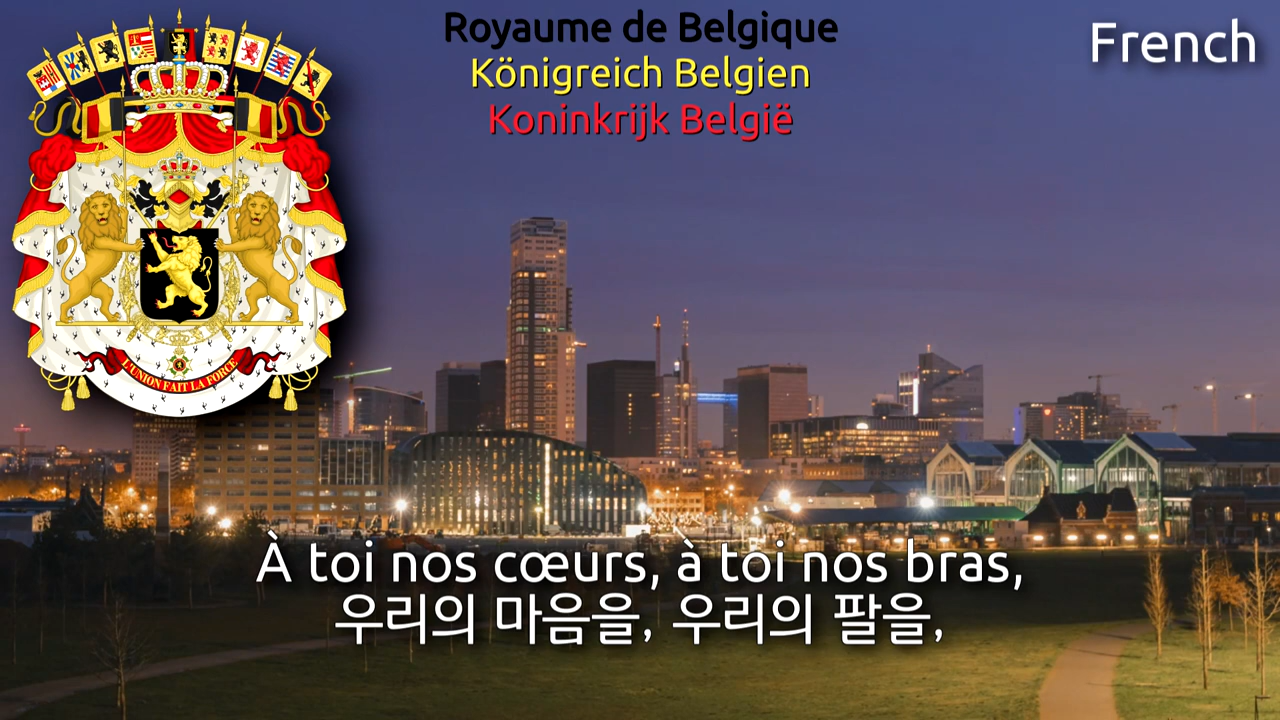 Royaume de Belgique
Königreich Belgien
Koninkrijk België
French
L'UNION FAIT LA FORCE
À toi nos cœurs, à toi nos bras,
우리의 마음을, 우리의 팔을,